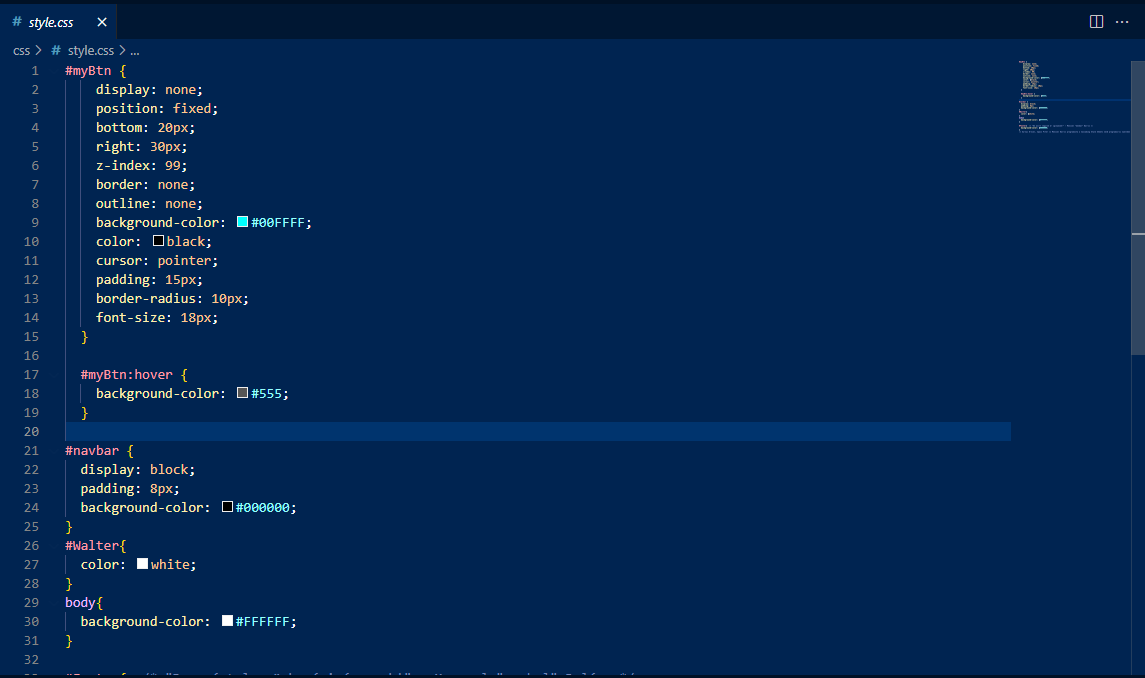 # style.css ×
css > # style.css > ...
1 #myBtn {
2 display: none;
3 position: fixed;
4 bottom: 20px;
5 right: 30px;
6 z-index: 99;
7 border: none;
8 outline: none;
9 background-color: #00FFFF;
10 color: black;
11 cursor: pointer;
12 padding: 15px;
13 border-radius: 10px;
14 font-size: 18px;
15 }
16
17 #myBtn:hover {
18 background-color: #555;
19 }
20
21 #navbar {
22 display: block;
23 padding: 8px;
24 background-color: #000000;
25 }
26 #Walter{
27 color: white;
28 }
29 body{
30 background-color: #FFFFFF;
31 }
32